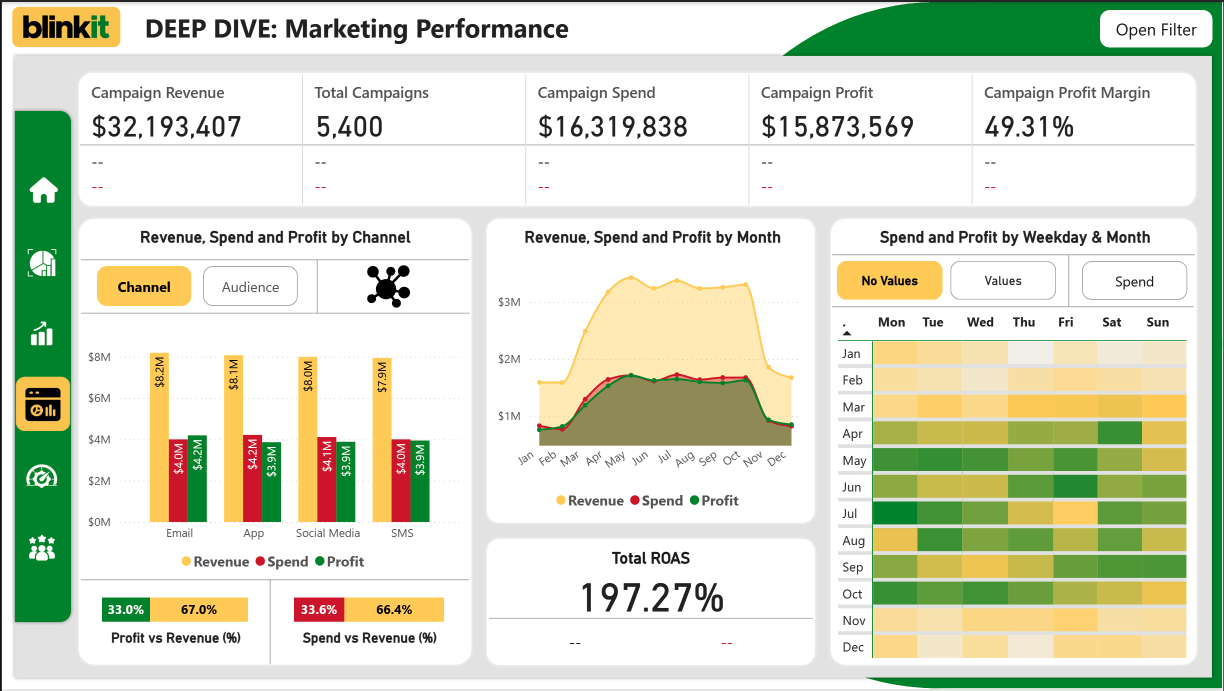 blinkit
DEEP DIVE: Marketing Performance
Open Filter
Campaign Revenue
$32,193,407
--
--
Total Campaigns
5,400
--
--
Campaign Spend
$16,319,838
--
--
Campaign Profit
$15,873,569
--
--
Campaign Profit Margin
49.31%
--
--
Revenue, Spend and Profit by Channel
Channel
Audience
$8M
$6M
$4M
$2M
$0M
$8.2M
$4.0M
$4.2M
$8.1M
$4.2M
$3.9M
$8.0M
$4.1M
$3.9M
$7.9M
$4.0M
$3.9M
Email
App
Social Media
SMS
Revenue Spend Profit
33.0% 67.0%
Profit vs Revenue (%)
33.6% 66.4%
Spend vs Revenue (%)
Revenue, Spend and Profit by Month
$3M
$2M
$1M
Jan
Feb
Mar
Apr
May
Jun
Jul
Aug
Sep
Oct
Nov
Dec
Revenue Spend Profit
Total ROAS
197.27%
--
--
Spend and Profit by Weekday & Month
No Values
Values
Spend
. Mon Tue Wed Thu Fri Sat Sun
Jan
Feb
Mar
Apr
May
Jun
Jul
Aug
Sep
Oct
Nov
Dec